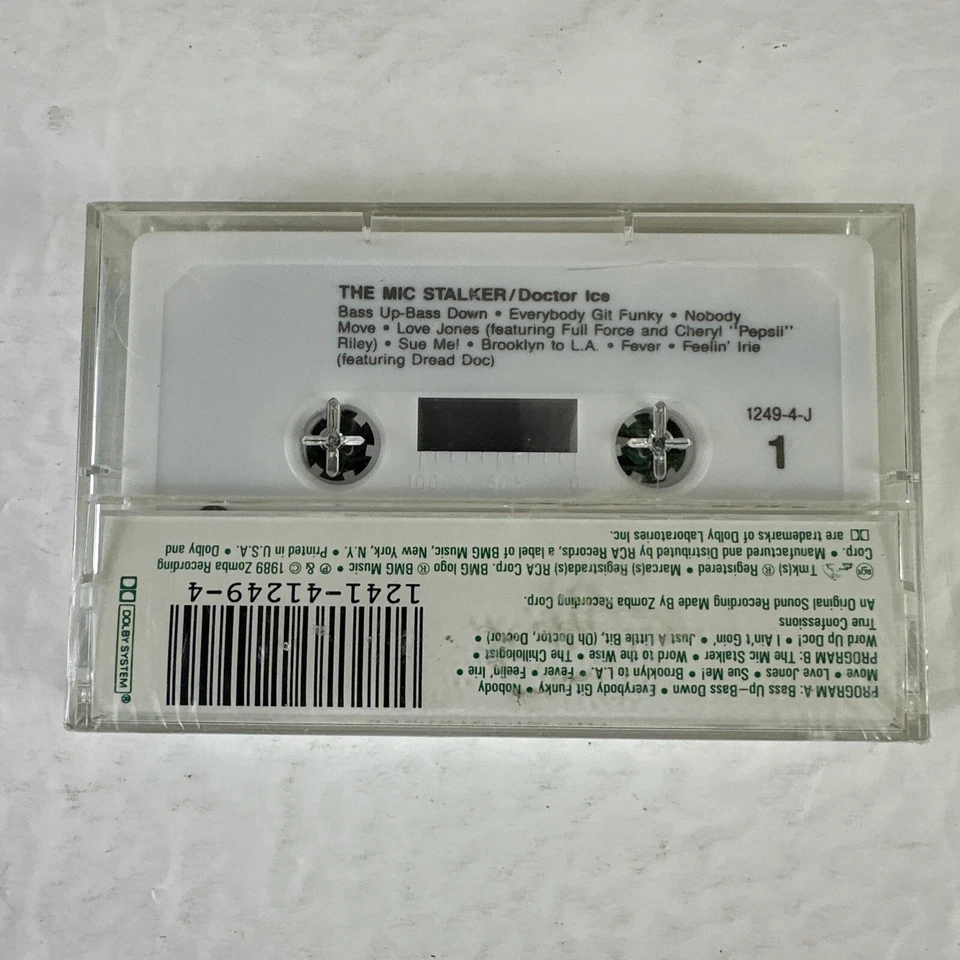 THE MIC STALKER/Doctor Ice
Bass Up-Bass Down • Everybody Git Funky • Nobody
Move • Love Jones (featuring Full Force and Cheryl "Pepsii"
Riley) • Sue Me! • Brooklyn to L.A. • Fever • Feelin' Irie
(featuring Dread Doc)
1249-4-J
1
100 50 0
PROGRAM A: Bass Up—Bass Down • Everybody Git Funky • Nobody
Move • Love Jones • Sue Me! • Brooklyn to L.A. • Fever • Feelin' Irie •
PROGRAM B: The Mic Stalker • Word to the Wise • The Chillologist •
Word Up Doc! • I Ain't Goin' • Just A Little Bit, (Oh Doctor, Doctor) •
True Confessions
An Original Sound Recording Made By Zomba Recording Corp.
Tmk(s) ® Registered • Marca(s) Registrada(s) RCA Corp. BMG logo ® BMG Music • ℗ & © 1989 Zomba Recording
Corp. • Manufactured and Distributed by RCA Records, a label of BMG Music, New York, N.Y. • Printed in U.S.A. • Dolby and
are trademarks of Dolby Laboratories Inc.
1241-41249-4
DOLBY SYSTEM ®